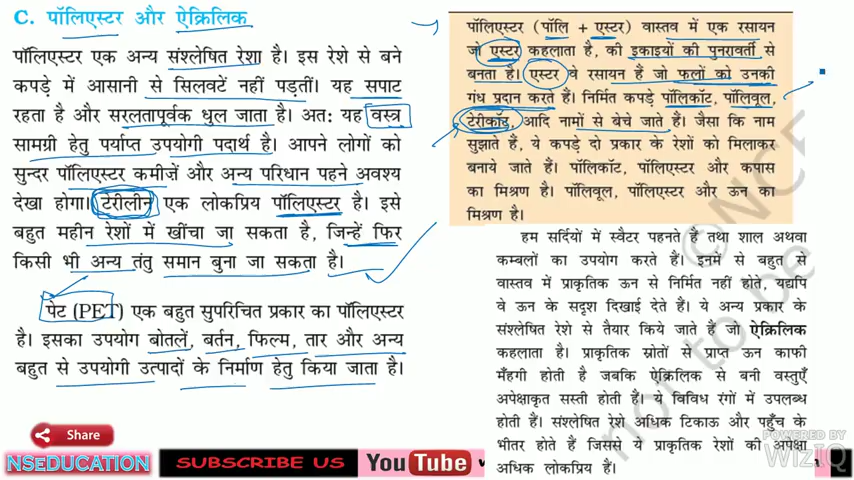 C. पॉलिएस्टर और ऐक्रिलिक
पॉलिएस्टर एक अन्य संश्लेषित रेशा है। इस रेशे से बने
कपड़े में आसानी से सिलवटें नहीं पड़तीं। यह सपाट
रहता है और सरलतापूर्वक धुल जाता है। अतः यह वस्त्र
सामग्री हेतु पर्याप्त उपयोगी पदार्थ है। आपने लोगों को
सुन्दर पॉलिएस्टर कमीजें और अन्य परिधान पहने अवश्य
देखा होगा। टेरीलीन एक लोकप्रिय पॉलिएस्टर है। इसे
बहुत महीन रेशों में खींचा जा सकता है, जिन्हें फिर
किसी भी अन्य तंतु समान बुना जा सकता है।
पेट (PET) एक बहुत सुपरिचित प्रकार का पॉलिएस्टर
है। इसका उपयोग बोतलें, बर्तन, फिल्म, तार और अन्य
बहुत से उपयोगी उत्पादों के निर्माण हेतु किया जाता है।
पॉलिएस्टर (पॉलि + एस्टर) वास्तव में एक रसायन
जो एस्टर कहलाता है, की इकाइयों की पुनरावर्ती से
बनता है। एस्टर वे रसायन हैं जो फलों को उनकी
गंध प्रदान करते हैं। निर्मित कपड़े पॉलिकॉट, पॉलिवूल,
टेरीकॉड, आदि नामों से बेचे जाते हैं। जैसा कि नाम
सुझाते हैं, ये कपड़े दो प्रकार के रेशों को मिलाकर
बनाये जाते हैं। पॉलिकॉट, पॉलिएस्टर और कपास
का मिश्रण है। पॉलिवूल, पॉलिएस्टर और ऊन का
मिश्रण है।
हम सर्दियों में स्वैटर पहनते है तथा शाल अथवा
कम्बलों का उपयोग करते हैं। इनमें से बहुत से
वास्तव में प्राकृतिक ऊन से निर्मित नहीं होते, यद्यपि
वे ऊन के सदृश दिखाई देते हैं। ये अन्य प्रकार के
संश्लेषित रेशे से तैयार किये जाते हैं जो ऐक्रिलिक
कहलाता है। प्राकृतिक स्रोतों से प्राप्त ऊन काफी
मँहगी होती है जबकि ऐक्रिलिक से बनी वस्तुएँ
अपेक्षाकृत सस्ती होती हैं। ये विविध रंगों में उपलब्ध
होती हैं। संश्लेषित रेशे अधिक टिकाऊ और पहुँच के
भीतर होते हैं जिससे ये प्राकृतिक रेशों की अपेक्षा
अधिक लोकप्रिय हैं।
not to be
Share
NSEDUCATION
SUBSCRIBE US
You Tube
POWERED BY
WIZIQ